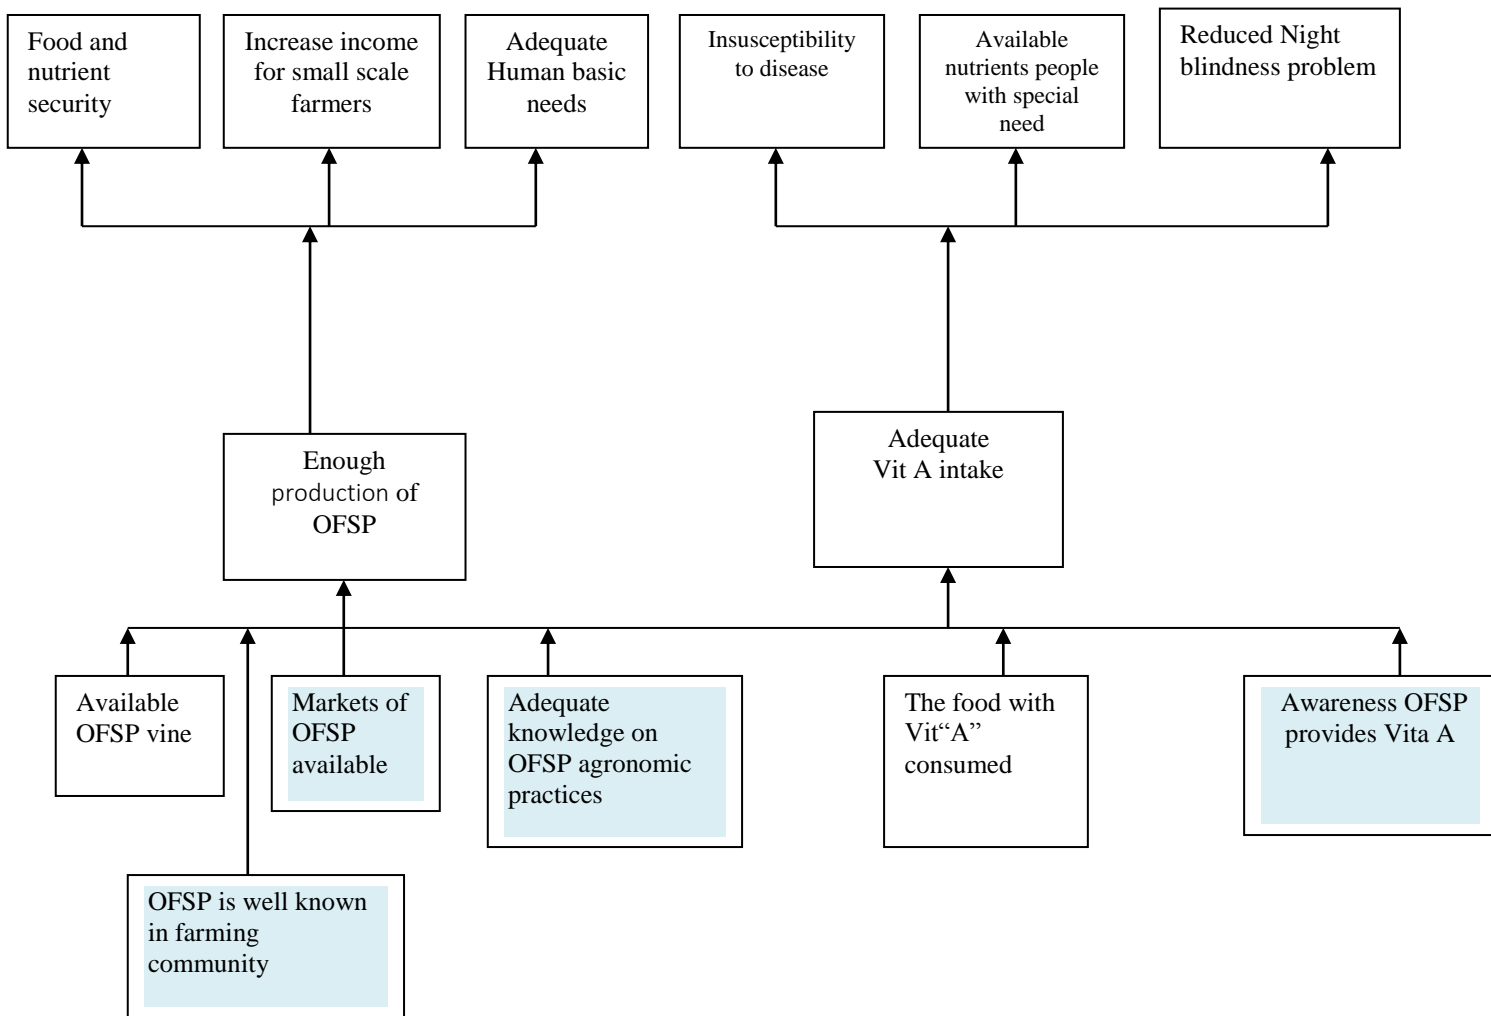 Food and
nutrient
security
Increase income
for small scale
farmers
Adequate
Human basic
needs
Insusceptibility
to disease
Available
nutrients people
with special
need
Reduced Night
blindness problem
Enough
production of
OFSP
Adequate
Vit A intake
Available
OFSP vine
Markets of
OFSP
available
Adequate
knowledge on
OFSP agronomic
practices
The food with
Vit“A”
consumed
Awareness OFSP
provides Vita A
OFSP is well known
in farming
community